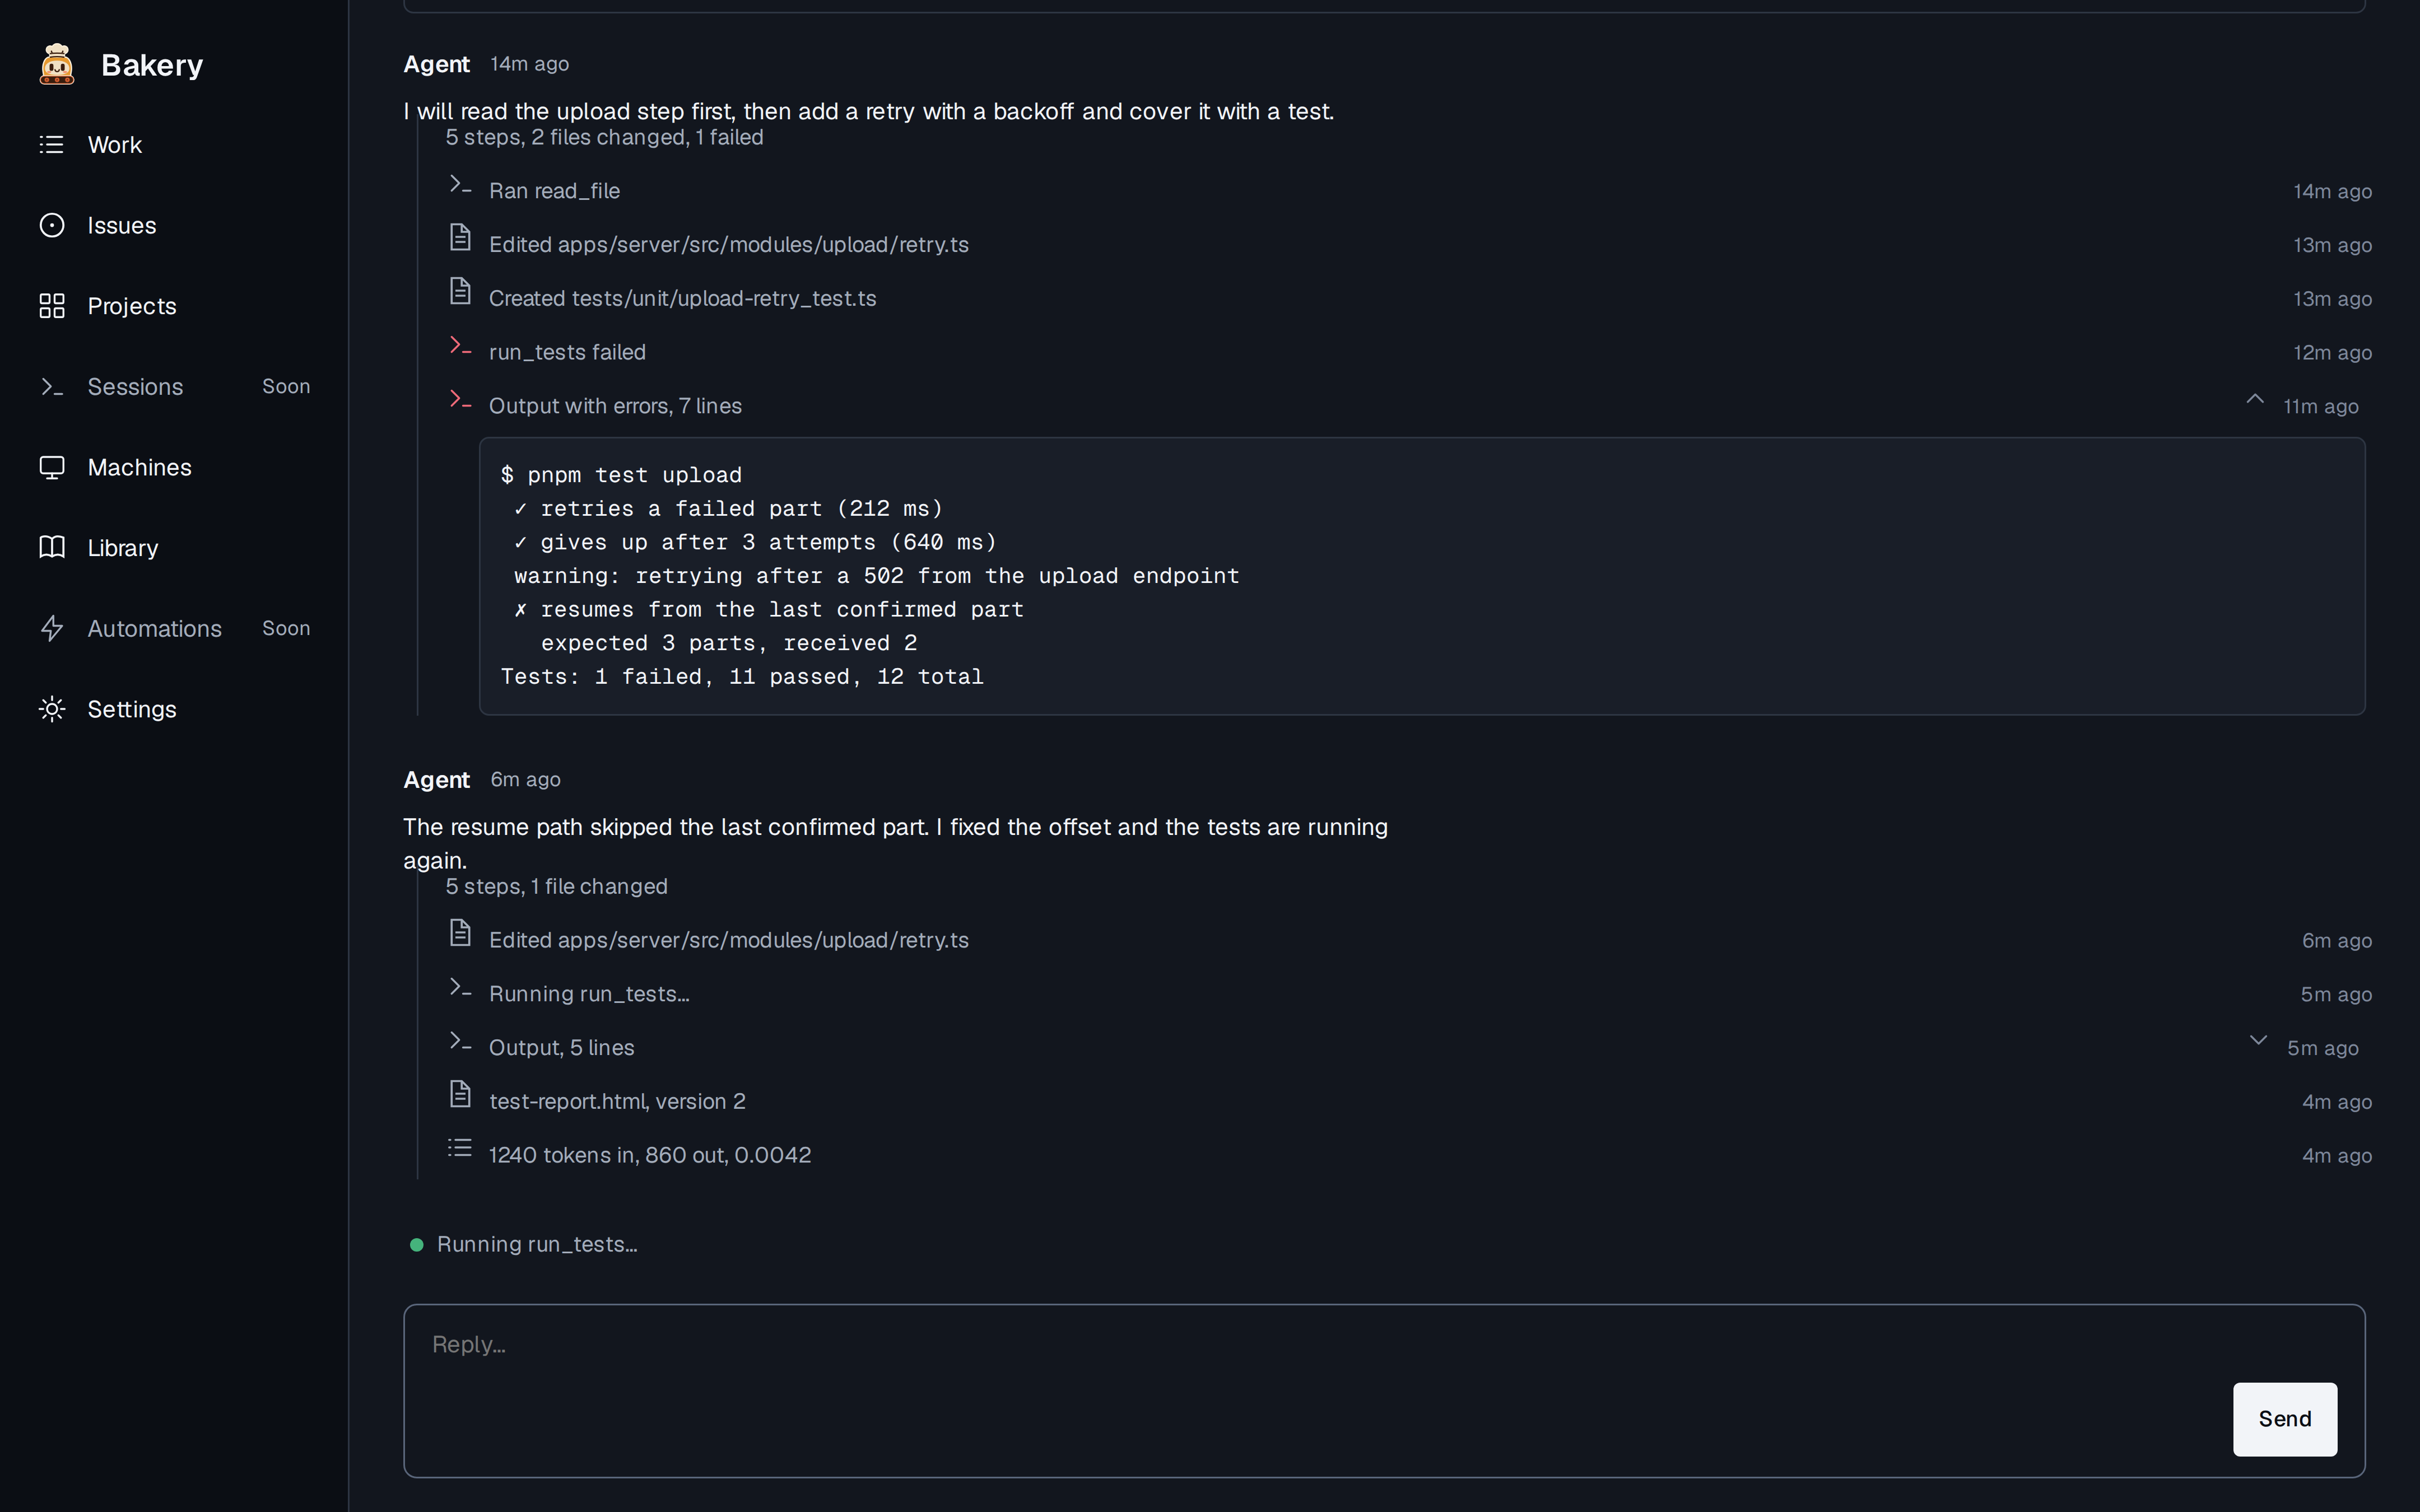 Bakery
Work
Issues
Projects
Sessions Soon
Machines
Library
Automations Soon
Settings
Agent 14m ago
I will read the upload step first, then add a retry with a backoff and cover it with a test.
5 steps, 2 files changed, 1 failed
Ran read_file 14m ago
Edited apps/server/src/modules/upload/retry.ts 13m ago
Created tests/unit/upload-retry_test.ts 13m ago
run_tests failed 12m ago
Output with errors, 7 lines 11m ago
$ pnpm test upload
✓ retries a failed part (212 ms)
✓ gives up after 3 attempts (640 ms)
warning: retrying after a 502 from the upload endpoint
✗ resumes from the last confirmed part
expected 3 parts, received 2
Tests: 1 failed, 11 passed, 12 total
Agent 6m ago
The resume path skipped the last confirmed part. I fixed the offset and the tests are running
again.
5 steps, 1 file changed
Edited apps/server/src/modules/upload/retry.ts 6m ago
Running run_tests… 5m ago
Output, 5 lines 5m ago
test-report.html, version 2 4m ago
1240 tokens in, 860 out, 0.0042 4m ago
Running run_tests…
Reply…
Send